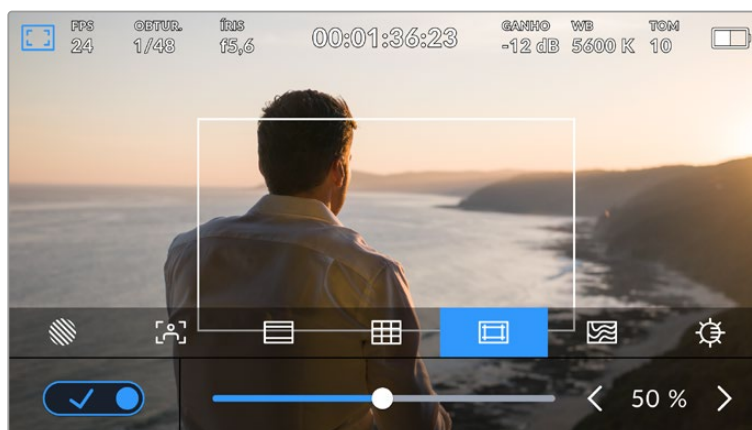 FPS OBTUR. ÍRIS GANHO WB TOM
24 1/48 f5,6 00:01:36:23 -12 dB 5600 K 10
50 %